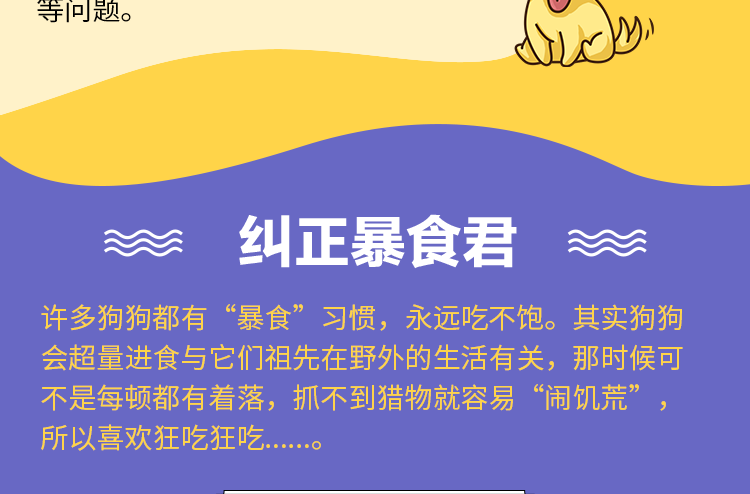 等问题。
纠正暴食君
许多狗狗都有“暴食”习惯，永远吃不饱。其实狗狗
会超量进食与它们祖先在野外的生活有关，那时候可
不是每顿都有着落，抓不到猎物就容易“闹饥荒”，
所以喜欢狂吃狂吃......。